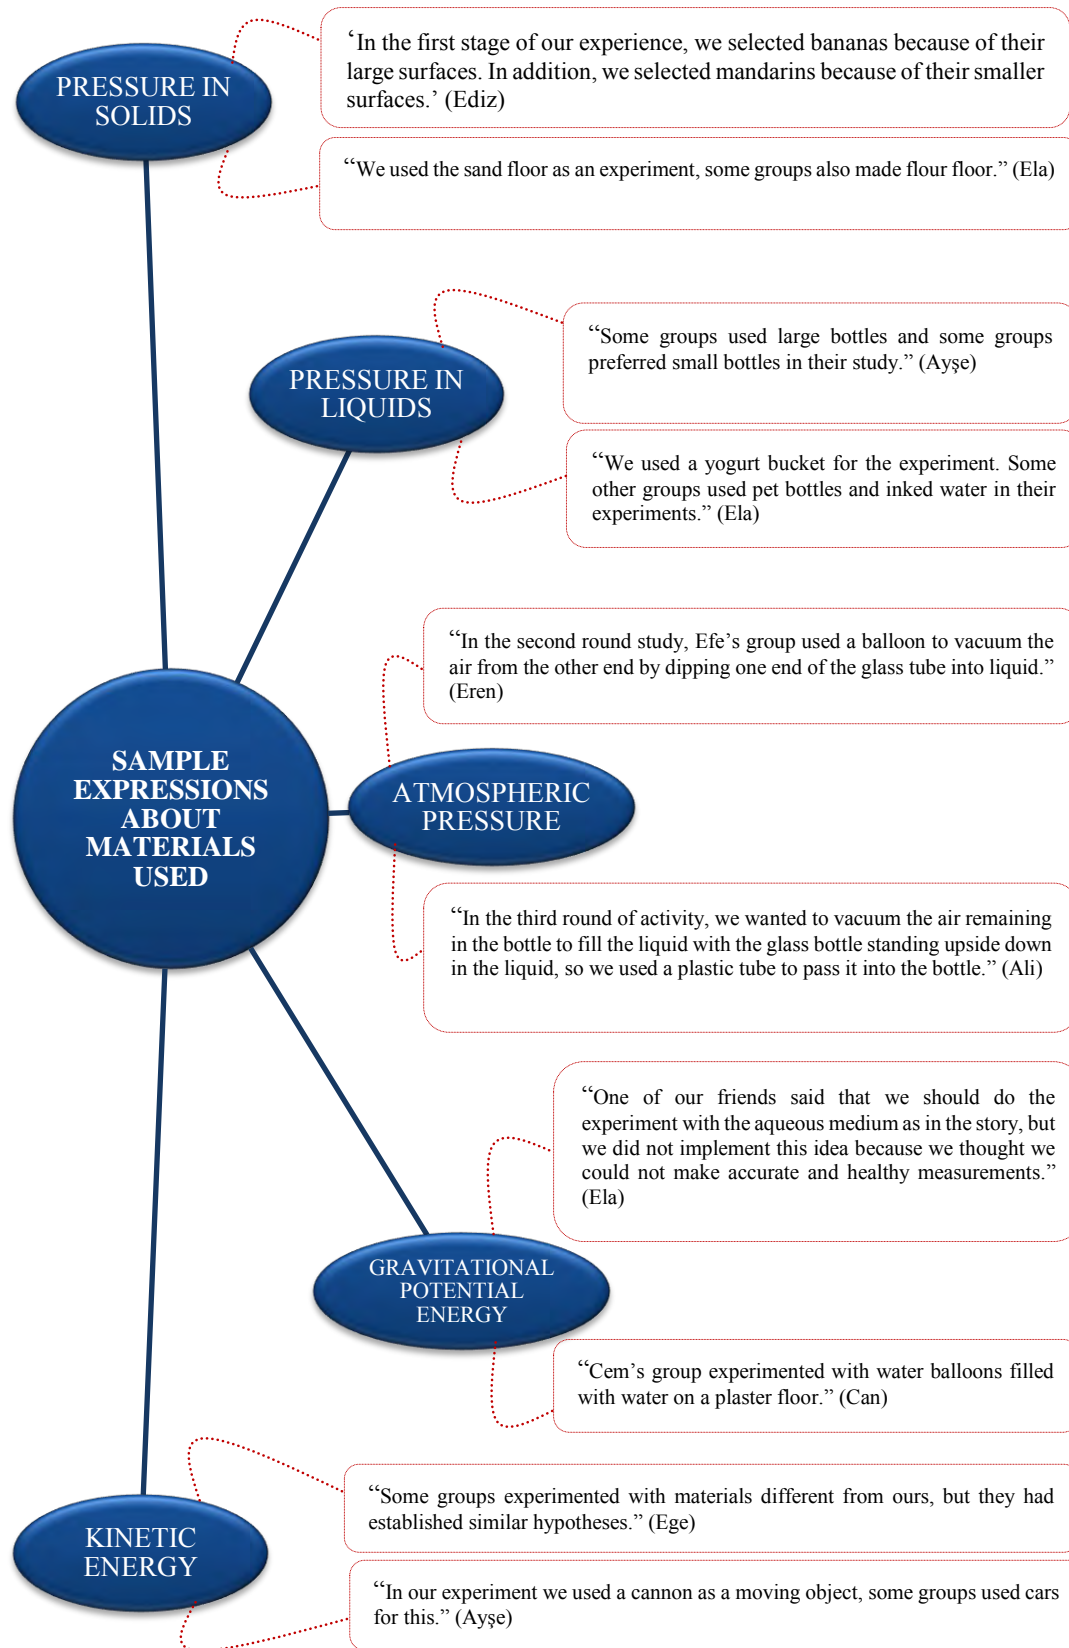 PRESSURE IN
SOLIDS
‘In the first stage of our experience, we selected bananas because of their
large surfaces. In addition, we selected mandarins because of their smaller
surfaces.’ (Ediz)
“We used the sand floor as an experiment, some groups also made flour floor.” (Ela)
PRESSURE IN
LIQUIDS
“Some groups used large bottles and some groups
preferred small bottles in their study.” (Ayşe)
“We used a yogurt bucket for the experiment. Some
other groups used pet bottles and inked water in their
experiments.” (Ela)
SAMPLE
EXPRESSIONS
ABOUT
MATERIALS
USED
ATMOSPHERIC
PRESSURE
“In the second round study, Efe’s group used a balloon to vacuum the
air from the other end by dipping one end of the glass tube into liquid.”
(Eren)
“In the third round of activity, we wanted to vacuum the air remaining
in the bottle to fill the liquid with the glass bottle standing upside down
in the liquid, so we used a plastic tube to pass it into the bottle.” (Ali)
GRAVITATIONAL
POTENTIAL
ENERGY
“One of our friends said that we should do the
experiment with the aqueous medium as in the story, but
we did not implement this idea because we thought we
could not make accurate and healthy measurements.”
(Ela)
“Cem’s group experimented with water balloons filled
with water on a plaster floor.” (Can)
KINETIC
ENERGY
“Some groups experimented with materials different from ours, but they had
established similar hypotheses.” (Ege)
“In our experiment we used a cannon as a moving object, some groups used cars
for this.” (Ayşe)